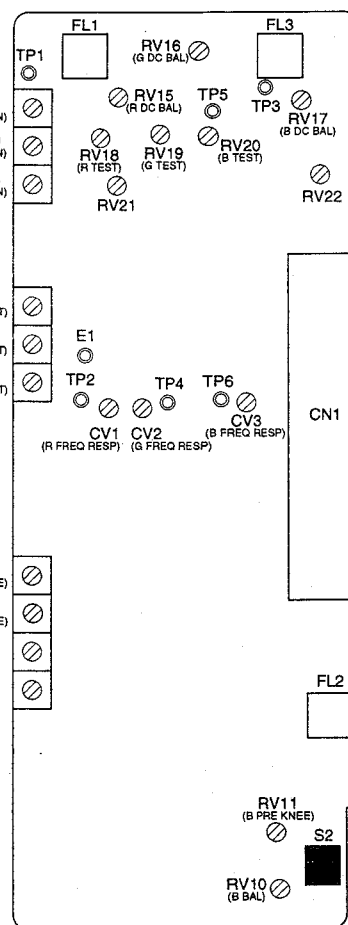 FL1
FL3
RV16
(G DC BAL)
TP1
RV15
(R DC BAL)
TP5
TP3
RV17
(B DC BAL)
N)
N)
N)
RV18
(R TEST)
RV19
(G TEST)
RV20
(B TEST)
RV21
RV22
T)
T)
T)
E1
TP2
TP4
TP6
CV1
(R FREQ RESP)
CV2
(G FREQ RESP)
CV3
(B FREQ RESP)
CN1
E)
E)
FL2
RV11
(B PRE KNEE)
S2
RV10
(B BAL)